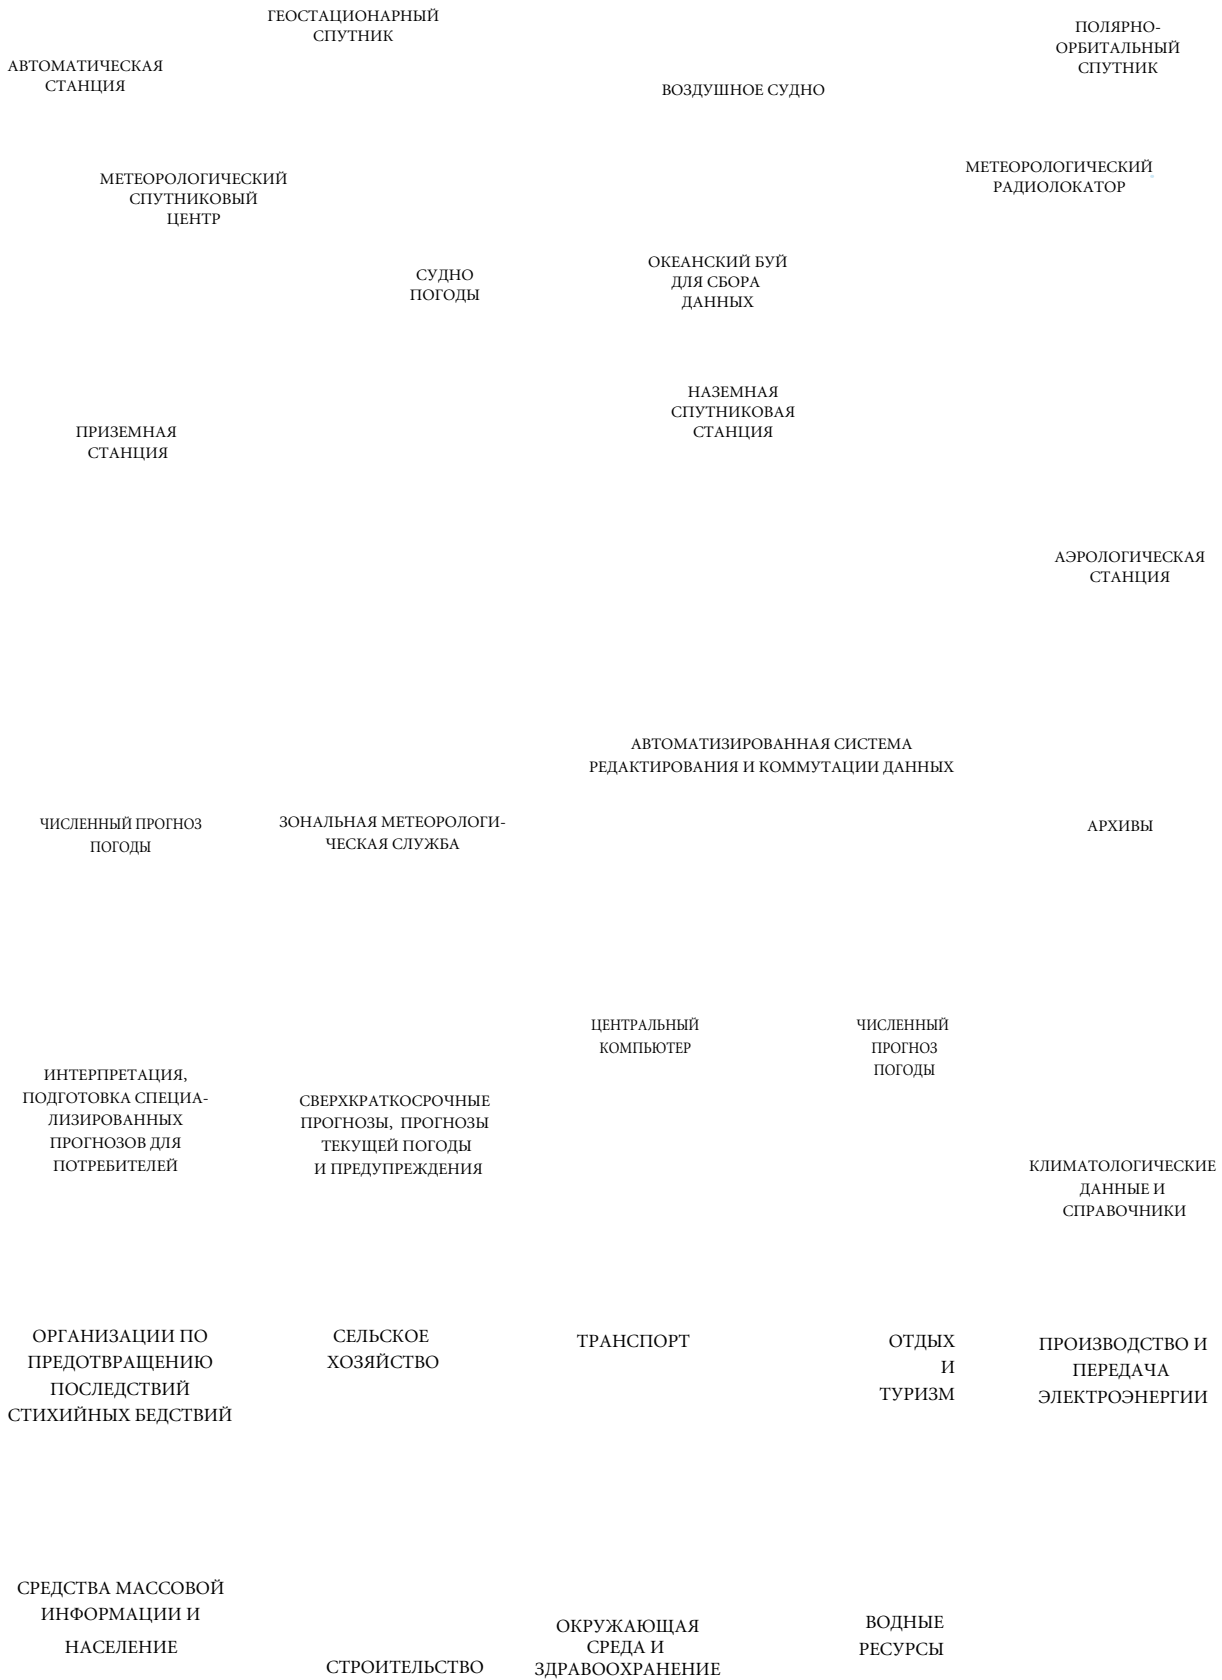 ГЕОСТАЦИОНАРНЫЙ
СПУТНИК
ПОЛЯРНО-
ОРБИТАЛЬНЫЙ
СПУТНИК
АВТОМАТИЧЕСКАЯ
СТАНЦИЯ
ВОЗДУШНОЕ СУДНО
МЕТЕОРОЛОГИЧЕСКИЙ
СПУТНИКОВЫЙ
ЦЕНТР
МЕТЕОРОЛОГИЧЕСКИЙ
РАДИОЛОКАТОР
СУДНО
ПОГОДЫ
ОКЕАНСКИЙ БУЙ
ДЛЯ СБОРА
ДАННЫХ
НАЗЕМНАЯ
СПУТНИКОВАЯ
СТАНЦИЯ
ПРИЗЕМНАЯ
СТАНЦИЯ
АЭРОЛОГИЧЕСКАЯ
СТАНЦИЯ
АВТОМАТИЗИРОВАННАЯ СИСТЕМА
РЕДАКТИРОВАНИЯ И КОММУТАЦИИ ДАННЫХ
ЧИСЛЕННЫЙ ПРОГНОЗ
ПОГОДЫ
ЗОНАЛЬНАЯ МЕТЕОРОЛОГИ-
ЧЕСКАЯ СЛУЖБА
АРХИВЫ
ЦЕНТРАЛЬНЫЙ
КОМПЬЮТЕР
ЧИСЛЕННЫЙ
ПРОГНОЗ
ПОГОДЫ
ИНТЕРПРЕТАЦИЯ,
ПОДГОТОВКА СПЕЦИА-
ЛИЗИРОВАННЫХ
ПРОГНОЗОВ ДЛЯ
ПОТРЕБИТЕЛЕЙ
СВЕРХКРАТКОСРОЧНЫЕ
ПРОГНОЗЫ, ПРОГНОЗЫ
ТЕКУЩЕЙ ПОГОДЫ
И ПРЕДУПРЕЖДЕНИЯ
КЛИМАТОЛОГИЧЕСКИЕ
ДАННЫЕ И
СПРАВОЧНИКИ
ОРГАНИЗАЦИИ ПО
ПРЕДОТВРАЩЕНИЮ
ПОСЛЕДСТВИЙ
СТИХИЙНЫХ БЕДСТВИЙ
СЕЛЬСКОЕ
ХОЗЯЙСТВО
ТРАНСПОРТ
ОТДЫХ
И
ТУРИЗМ
ПРОИЗВОДСТВО И
ПЕРЕДАЧА
ЭЛЕКТРОЭНЕРГИИ
СРЕДСТВА МАССОВОЙ
ИНФОРМАЦИИ И
НАСЕЛЕНИЕ
СТРОИТЕЛЬСТВО
ОКРУЖАЮЩАЯ
СРЕДА И
ЗДРАВООХРАНЕНИЕ
ВОДНЫЕ
РЕСУРСЫ